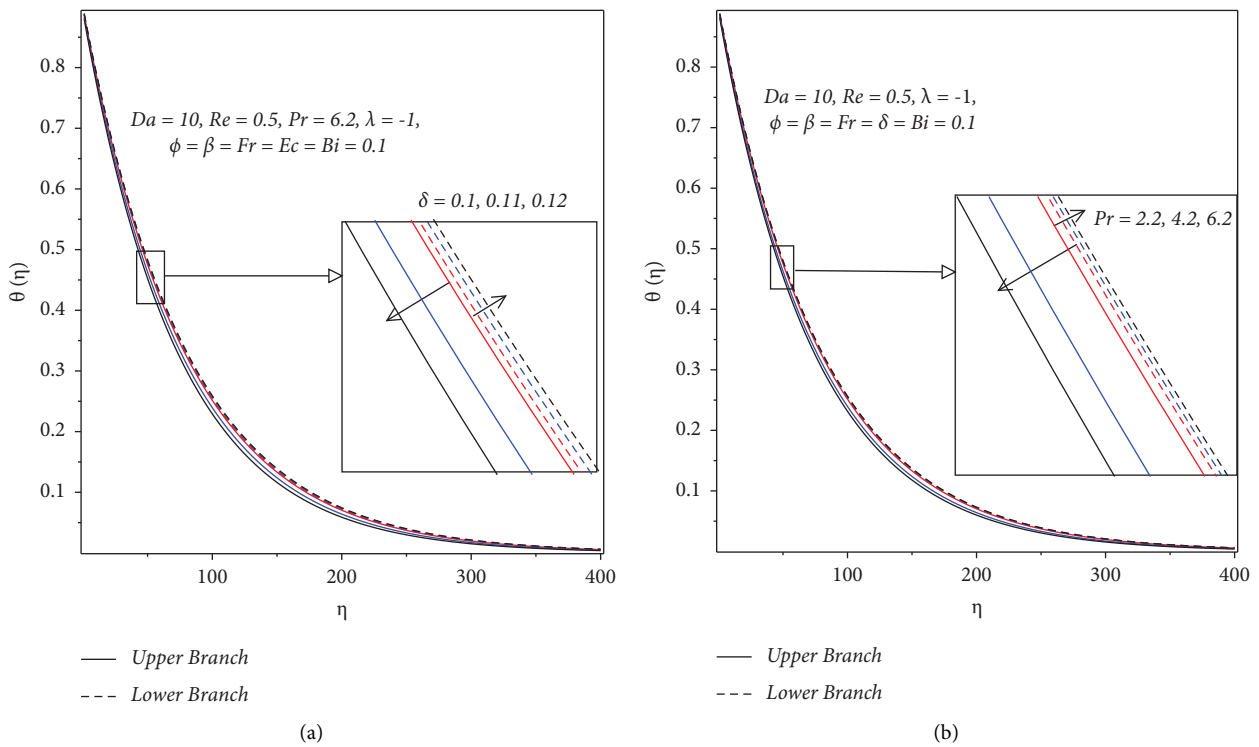 0.8
0.7
0.6
0.5
0.4
0.3
0.2
0.1
θ (η)
Da = 10, Re = 0.5, Pr = 6.2, λ = -1,
ϕ = β = Fr = Ec = Bi = 0.1
δ = 0.1, 0.11, 0.12
100
200
300
400
η
Upper Branch
Lower Branch
(a)
0.8
0.7
0.6
0.5
0.4
0.3
0.2
0.1
θ (η)
Da = 10, Re = 0.5, λ = -1,
ϕ = β = Fr = δ = Bi = 0.1
Pr = 2.2, 4.2, 6.2
100
200
300
400
η
Upper Branch
Lower Branch
(b)